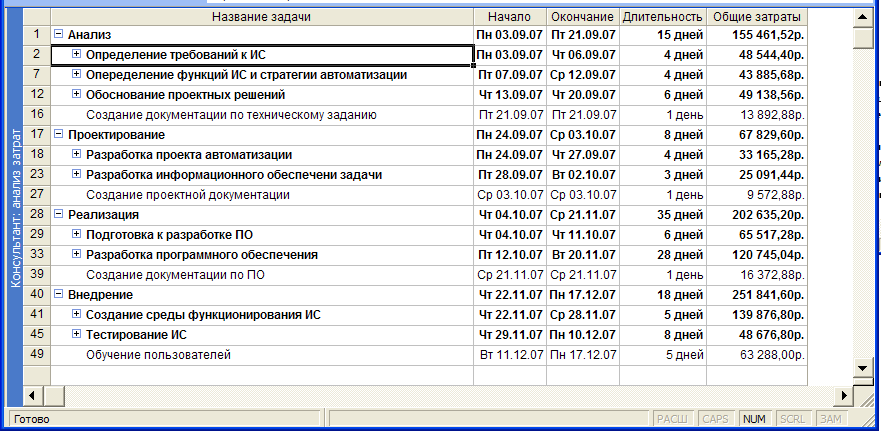 Название задачи Начало Окончание Длительность Общие затраты
1 Анализ Пн 03.09.07 Пт 21.09.07 15 дней 155 461,52р.
2 Определение требований к ИС Пн 03.09.07 Чт 06.09.07 4 дней 48 544,40р.
7 Опеределение функций ИС и стратегии автоматизации Пт 07.09.07 Ср 12.09.07 4 дней 43 885,68р.
12 Обоснование проектных решений Чт 13.09.07 Чт 20.09.07 6 дней 49 138,56р.
16 Создание документации по техническому заданию Пт 21.09.07 Пт 21.09.07 1 день 13 892,88р.
17 Проектирование Пн 24.09.07 Ср 03.10.07 8 дней 67 829,60р.
18 Разработка проекта автоматизации Пн 24.09.07 Чт 27.09.07 4 дней 33 165,28р.
23 Разработка информационного обеспечени задачи Пт 28.09.07 Вт 02.10.07 3 дней 25 091,44р.
27 Создание проектной документации Ср 03.10.07 Ср 03.10.07 1 день 9 572,88р.
28 Реализация Чт 04.10.07 Ср 21.11.07 35 дней 202 635,20р.
29 Подготовка к разработке ПО Чт 04.10.07 Чт 11.10.07 6 дней 65 517,28р.
33 Разработка программного обеспечения Пт 12.10.07 Вт 20.11.07 28 дней 120 745,04р.
39 Создание документации по ПО Ср 21.11.07 Ср 21.11.07 1 день 16 372,88р.
40 Внедрение Чт 22.11.07 Пн 17.12.07 18 дней 251 841,60р.
41 Создание среды функционирования ИС Чт 22.11.07 Ср 28.11.07 5 дней 139 876,80р.
45 Тестирование ИС Чт 29.11.07 Пн 10.12.07 8 дней 48 676,80р.
49 Обучение пользователей Вт 11.12.07 Пн 17.12.07 5 дней 63 288,00р.
Консультант: анализ затрат
Готово РАСШ CAPS NUM SCRL ЗАМ